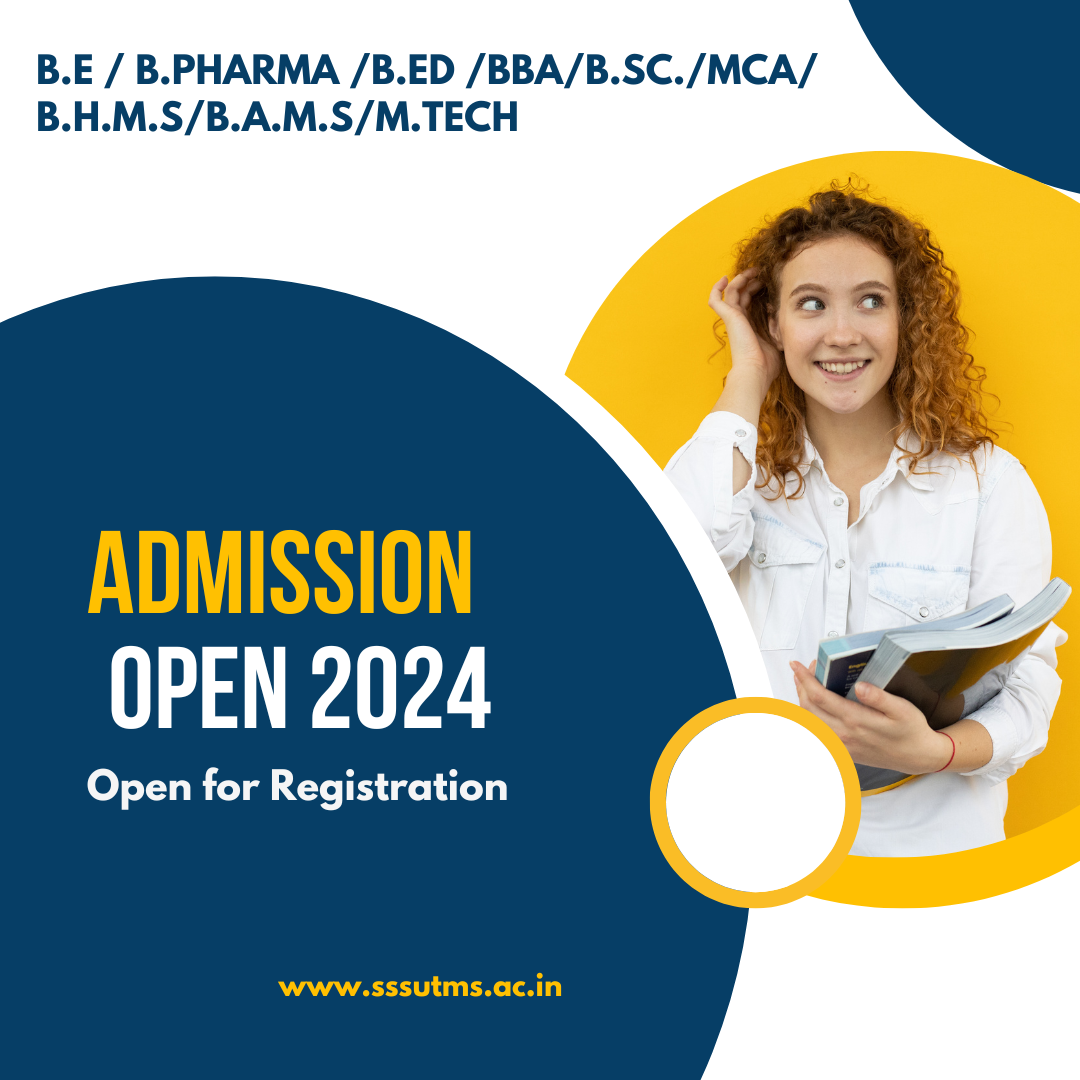 B.E / B.PHARMA /B.ED /BBA/B.SC./MCA/
B.H.M.S/B.A.M.S/M.TECH
ADMISSION
OPEN 2024
Open for Registration
www.sssutms.ac.in